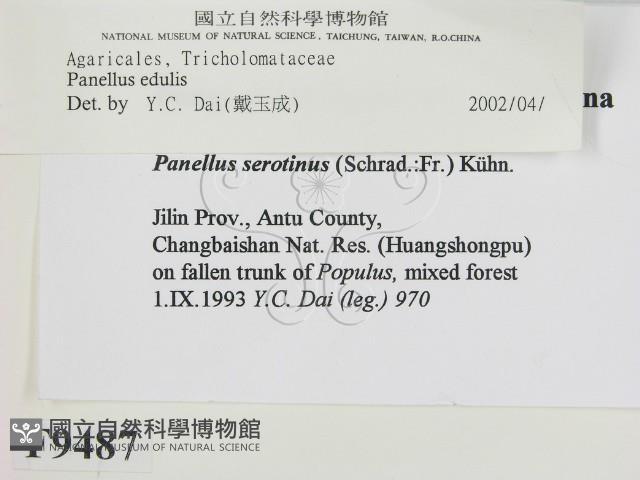 國立自然科學博物館
NATIONAL MUSEUM OF NATURAL SCIENCE, TAICHUNG, TAIWAN, R.O.CHINA
Agaricales, Tricholomataceae
Panellus edulis
Det. by Y.C. Dai(戴玉成) 2002/04/
na
Panellus serotinus (Schrad.:Fr.) Kühn.
Jilin Prov., Antu County,
Changbaishan Nat. Res. (Huangshongpu)
on fallen trunk of Populus, mixed forest
1.IX.1993 Y.C. Dai (leg.) 970
國立自然科學博物館
NATIONAL MUSEUM OF NATURAL SCIENCE
F9487